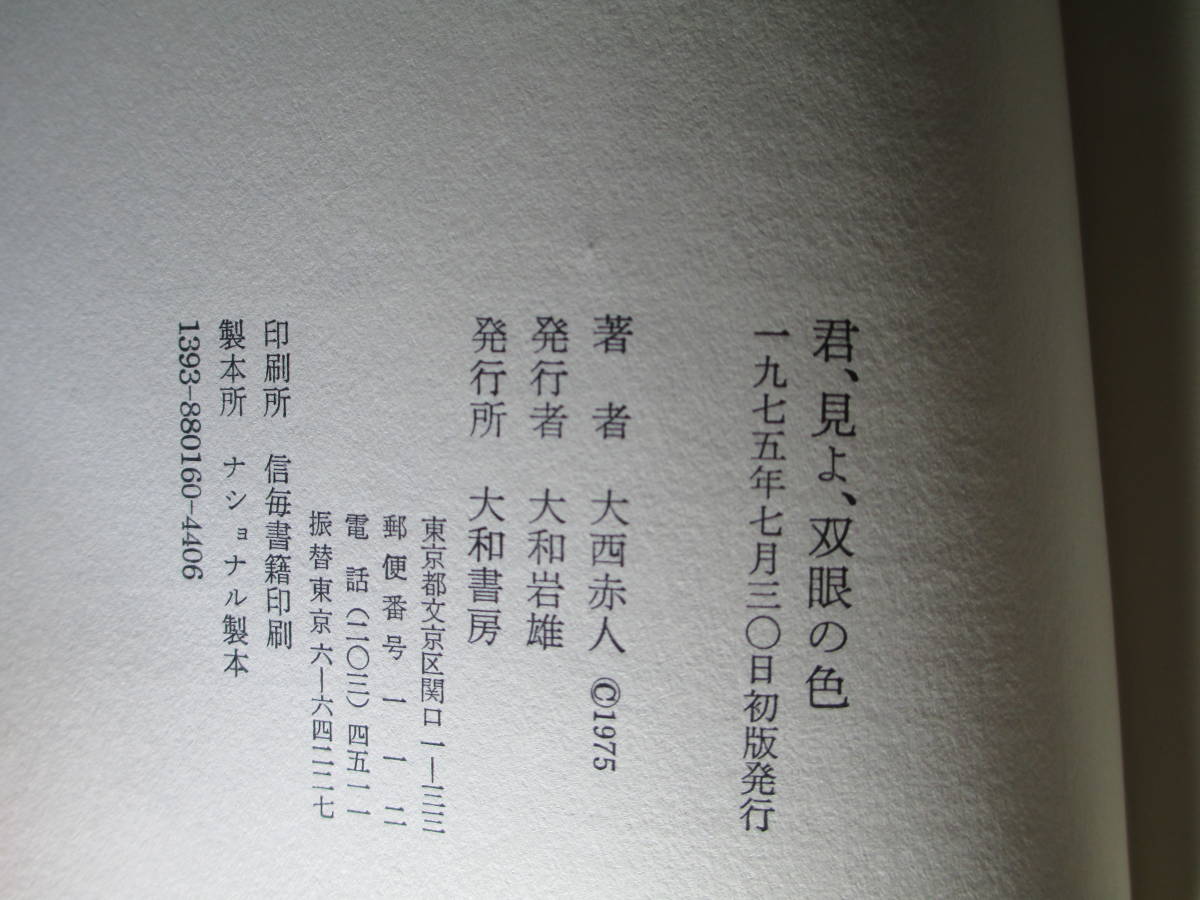 君、見よ、双眼の色
一九七五年七月三〇日初版発行
著 者 大西赤人 ©1975
発行者 大和岩雄
発行所 大和書房
東京都文京区関口一—三三
郵便番号一一二
電話(二〇三)四五一一
振替東京六—六四二二七
印刷所 信毎書籍印刷
製本所 ナショナル製本
1393-880160-4406